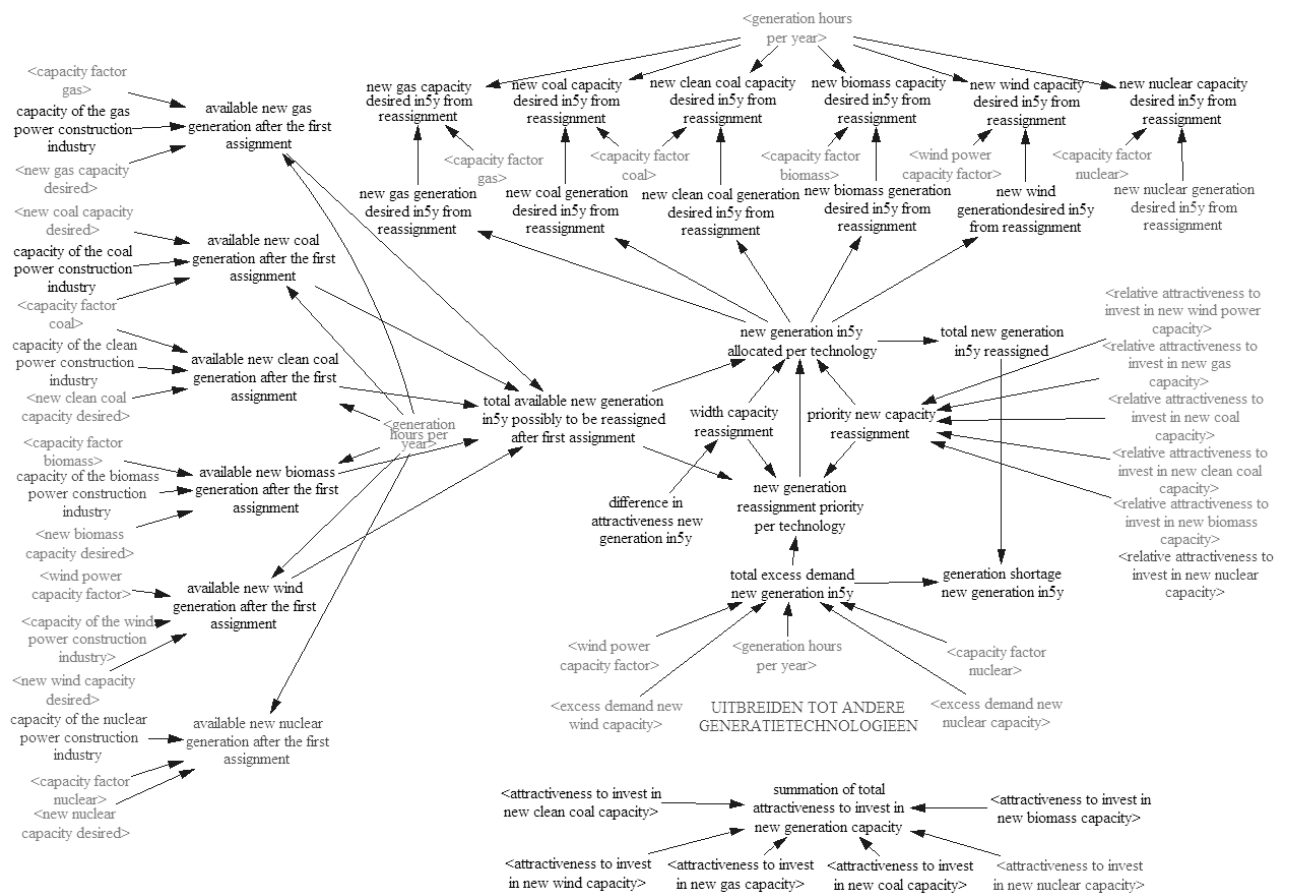 <generation hours
per year>
<capacity factor
gas>
capacity of the gas
power construction
industry
<new gas capacity
desired>
available new gas
generation after the first
assignment
new gas capacity
desired in5y from
reassignment
new coal capacity
desired in5y from
reassignment
new clean coal capacity
desired in5y from
reassignment
new biomass capacity
desired in5y from
reassignment
new wind capacity
desired in5y from
reassignment
new nuclear capacity
desired in5y from
reassignment
<capacity factor
gas>
<capacity factor
coal>
<capacity factor
biomass>
<wind power
capacity factor>
<capacity factor
nuclear>
new gas generation
desired in5y from
reassignment
new coal generation
desired in5y from
reassignment
new clean coal generation
desired in5y from
reassignment
new biomass generation
desired in5y from
reassignment
new wind
generationdesired in5y
from reassignment
new nuclear generation
desired in5y from
reassignment
<new coal capacity
desired>
capacity of the coal
power construction
industry
<capacity factor
coal>
available new coal
generation after the first
assignment
capacity of the clean
power construction
industry
<new clean coal
capacity desired>
available new clean coal
generation after the first
assignment
<generation
hours per
year>
total available new generation
in5y possibly to be reassigned
after first assignment
new generation in5y
allocated per technology
total new generation
in5y reassigned
width capacity
reassignment
priority new capacity
reassignment
<relative attractiveness to
invest in new wind power
capacity>
<relative attractiveness to
invest in new gas
capacity>
<relative attractiveness to
invest in new coal
capacity>
<relative attractiveness to
invest in new clean coal
capacity>
<relative attractiveness to
invest in new biomass
capacity>
<relative attractiveness to
invest in new nuclear
capacity>
<capacity factor
biomass>
capacity of the biomass
power construction
industry
<new biomass
capacity desired>
available new biomass
generation after the first
assignment
difference in
attractiveness new
generation in5y
new generation
reassignment priority
per technology
<wind power
capacity factor>
<capacity of the wind
power construction
industry>
<new wind capacity
desired>
available new wind
generation after the first
assignment
total excess demand
new generation in5y
generation shortage
new generation in5y
<wind power
capacity factor>
<generation hours
per year>
<capacity factor
nuclear>
<excess demand new
wind capacity>
<excess demand new
nuclear capacity>
UITBREIDEN TOT ANDERE
GENERATIETECHNOLOGIEEN
capacity of the nuclear
power construction
industry
<capacity factor
nuclear>
<new nuclear
capacity desired>
available new nuclear
generation after the first
assignment
<attractiveness to invest in
new clean coal capacity>
summation of total
attractiveness to invest in
new generation capacity
<attractiveness to invest in
new biomass capacity>
<attractiveness to invest
in new wind capacity>
<attractiveness to invest
in new gas capacity>
<attractiveness to invest
in new coal capacity>
<attractiveness to invest
in new nuclear capacity>